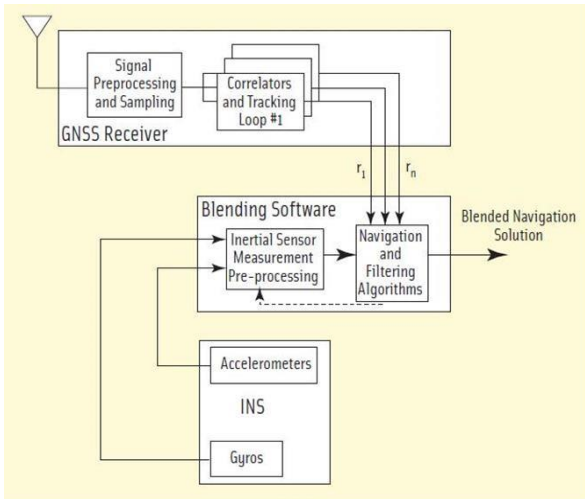 Signal
Preprocessing
and Sampling
Correlators
and Tracking
Loop #1
GNSS Receiver
r1
rn
Blending Software
Inertial Sensor
Measurement
Pre-processing
Navigation
and
Filtering
Algorithms
Blended Navigation
Solution
Accelerometers
INS
Gyros